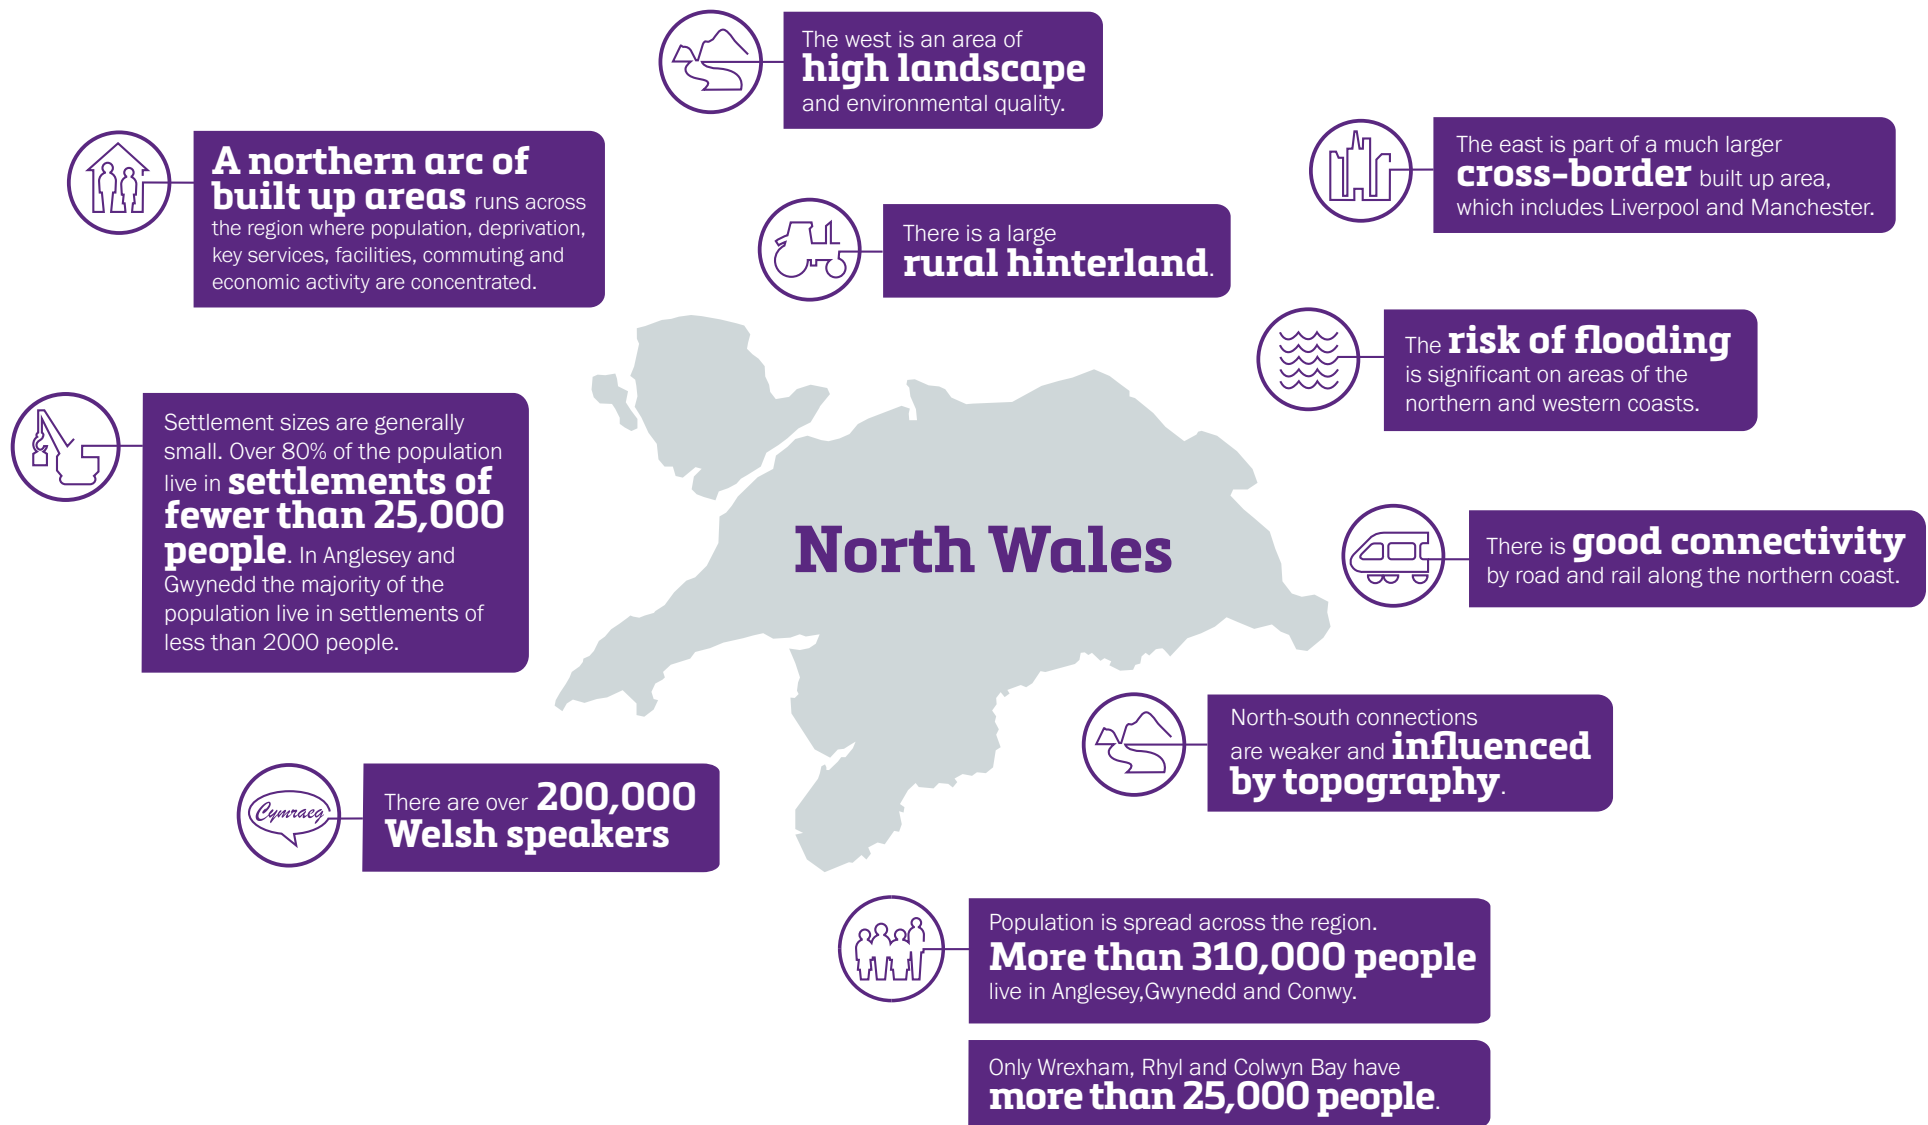 The west is an area of
high landscape
and environmental quality.
A northern arc of
built up areas runs across
the region where population, deprivation,
key services, facilities, commuting and
economic activity are concentrated.
The east is part of a much larger
cross-border built up area,
which includes Liverpool and Manchester.
There is a large
rural hinterland.
The risk of flooding
is significant on areas of the
northern and western coasts.
Settlement sizes are generally
small. Over 80% of the population
live in settlements of
fewer than 25,000
people. In Anglesey and
Gwynedd the majority of the
population live in settlements of
less than 2000 people.
North Wales
There is good connectivity
by road and rail along the northern coast.
North-south connections
are weaker and influenced
by topography.
Cymraeg
There are over 200,000
Welsh speakers
Population is spread across the region.
More than 310,000 people
live in Anglesey,Gwynedd and Conwy.
Only Wrexham, Rhyl and Colwyn Bay have
more than 25,000 people.